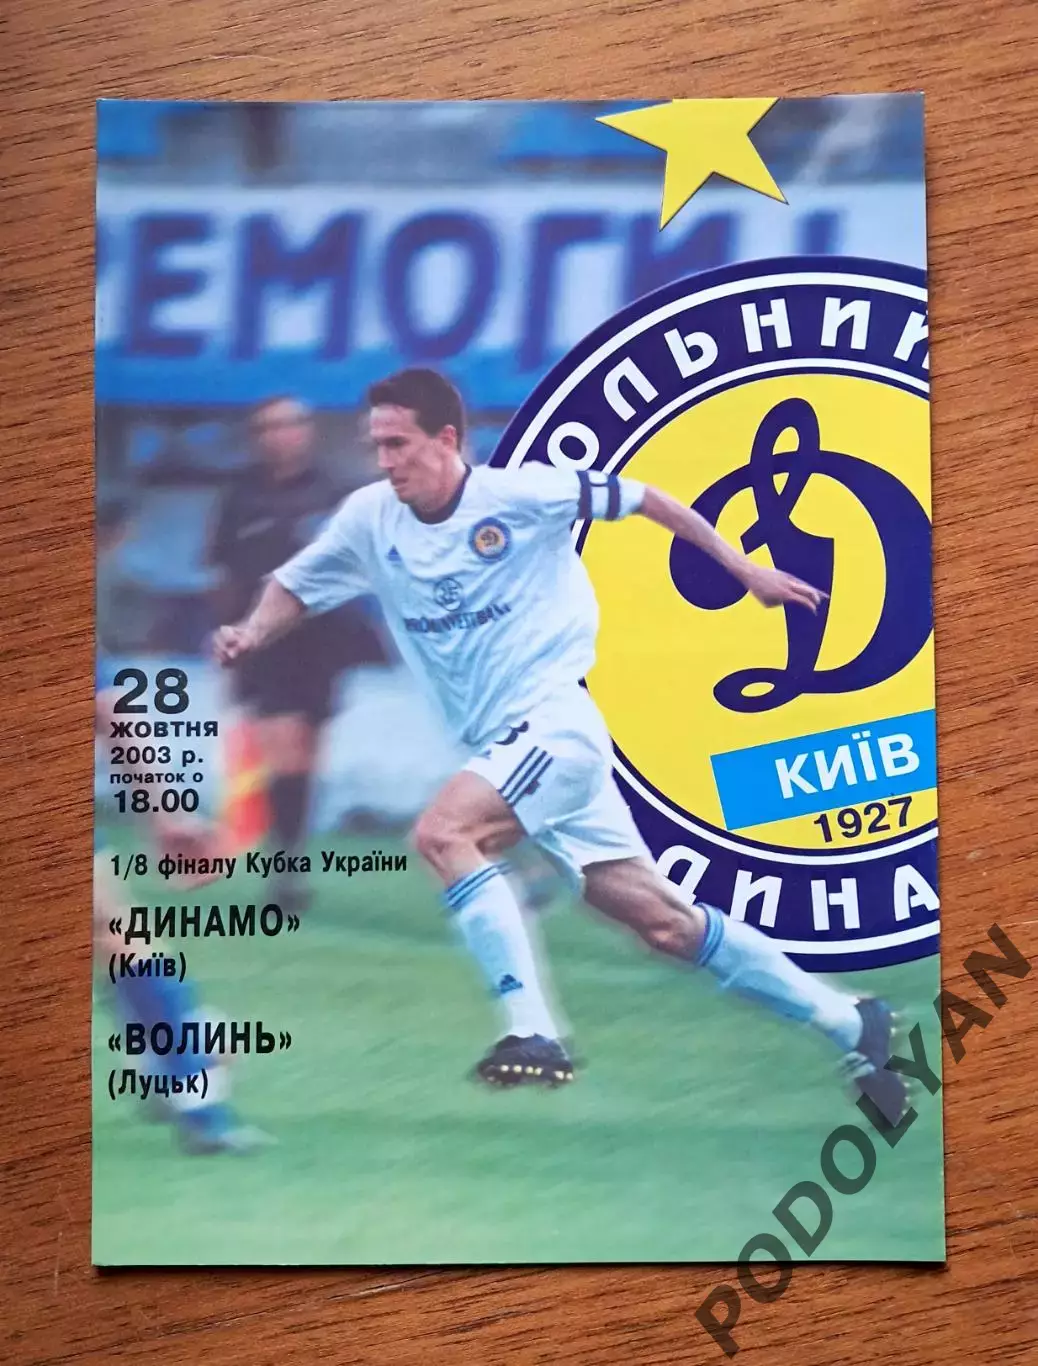 ЕМОГИ!
ОЛЬНИЙ
Д
КИЇВ
1927
ДИНА
28
ЖОВТНЯ
2003 р.
початок о
18.00
1/8 фіналу Кубка України
«ДИНАМО»
(Київ)
«ВОЛИНЬ»
(Луцьк)
PODOLYAN